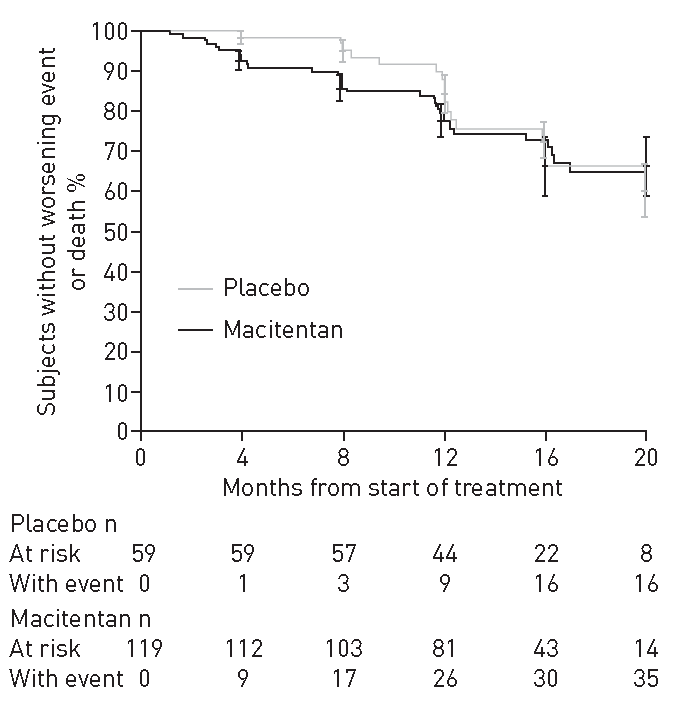 100
90
80
70
60
50
40
30
20
10
0
Subjects without worsening event
or death %
Placebo
Macitentan
0 4 8 12 16 20
Months from start of treatment
Placebo n
At risk 59 59 57 44 22 8
With event 0 1 3 9 16 16
Macitentan n
At risk 119 112 103 81 43 14
With event 0 9 17 26 30 35